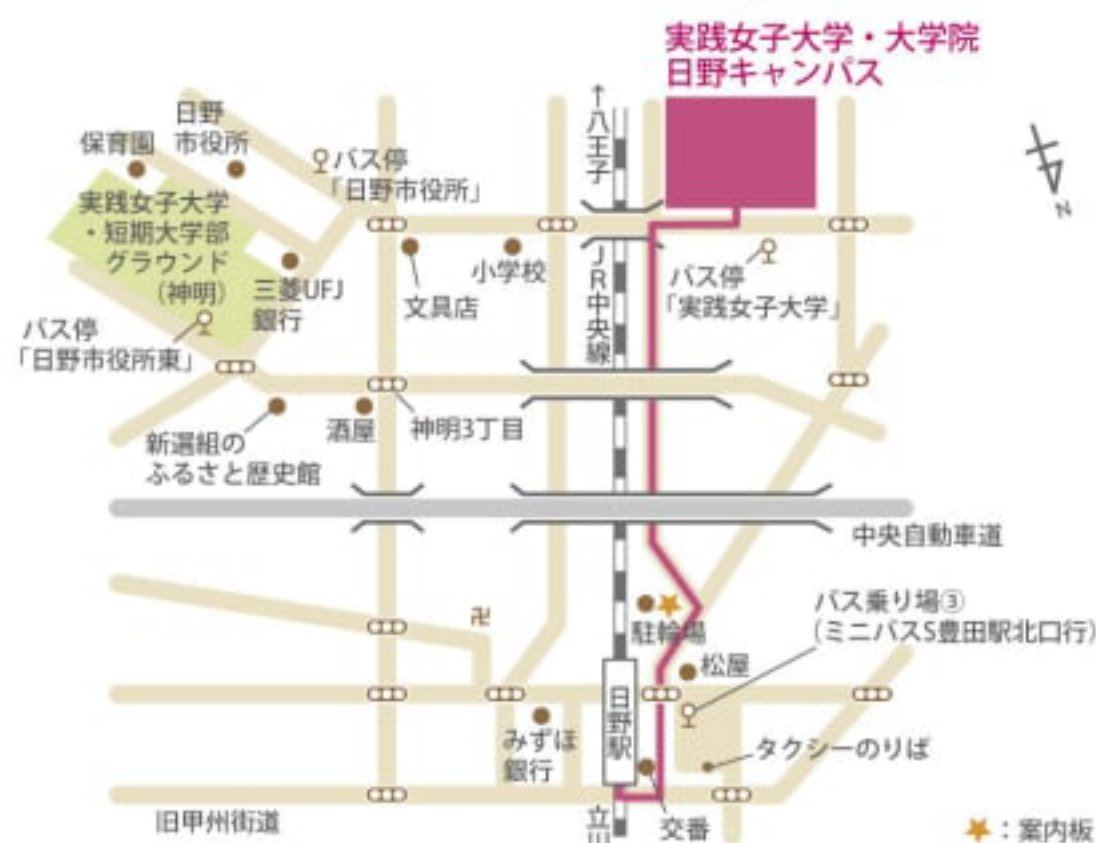 実践女子大学・大学院
日野キャンパス
↑八王子
日野
市役所
保育園
バス停
「日野市役所」
N
実践女子大学
・短期大学部
グラウンド
(神明)
三菱UFJ
銀行
文具店
小学校
JR中央線
バス停
「実践女子大学」
バス停
「日野市役所東」
新選組の
ふるさと歴史館
酒屋
神明3丁目
中央自動車道
卍
駐輪場
バス乗り場③
(ミニバスS豊田駅北口行)
松屋
日野駅
みずほ
銀行
タクシーのりば
旧甲州街道
立川
交番
：案内板